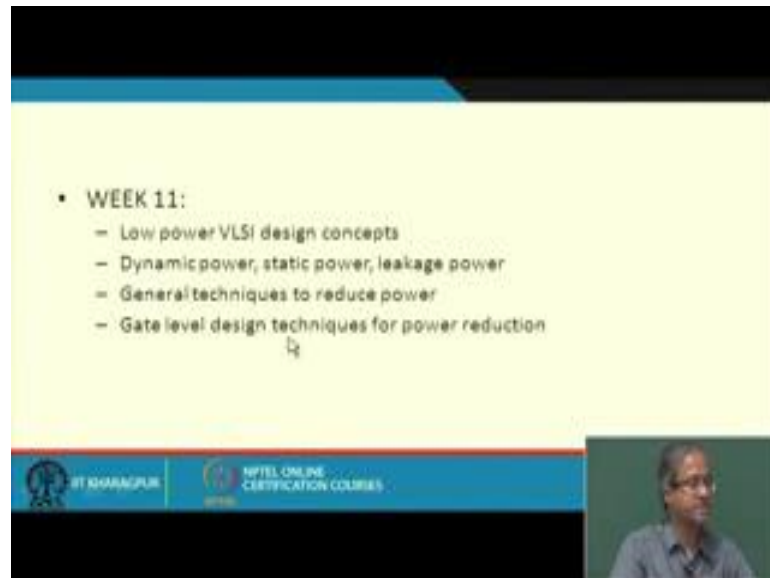 • WEEK 11:
– Low power VLSI design concepts
– Dynamic power, static power, leakage power
– General techniques to reduce power
– Gate level design techniques for power reduction
IIT KHARAGPUR
NPTEL ONLINE
CERTIFICATION COURSES